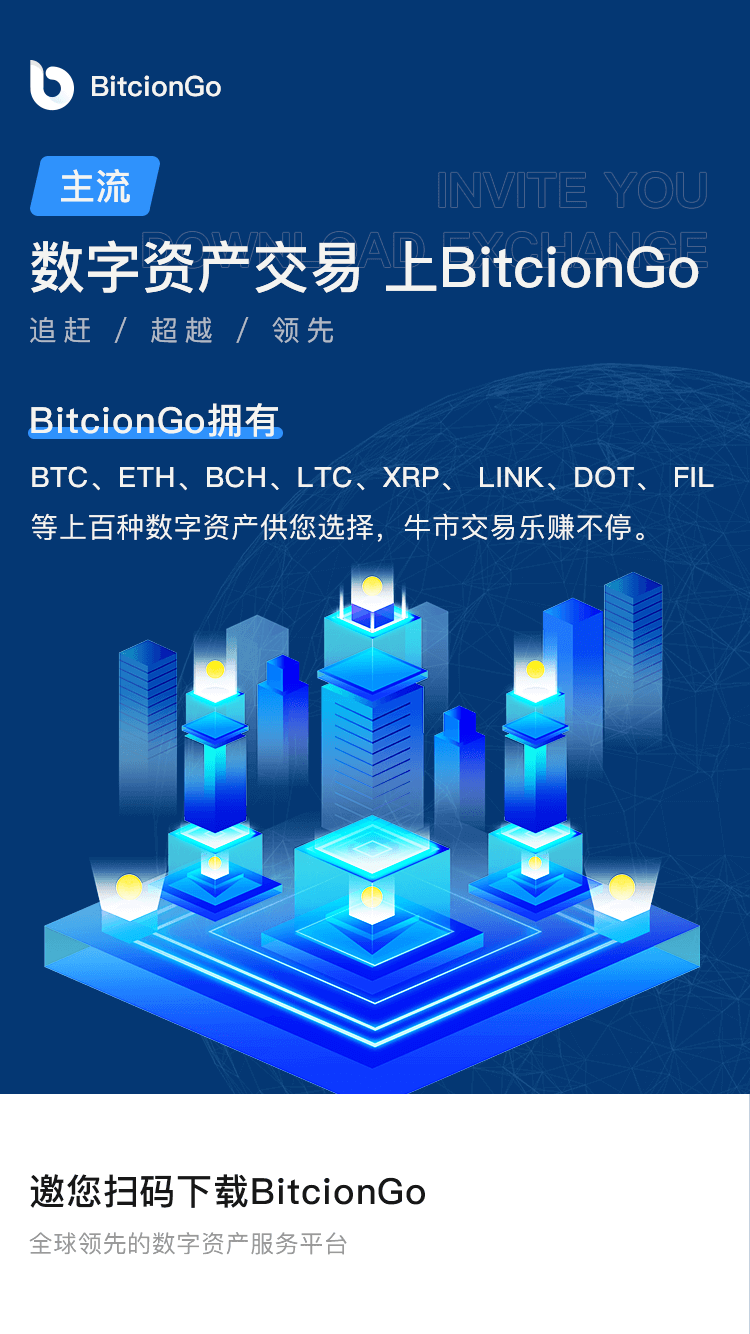 BitcionGo
主流
INVITE YOU
DOWNLOAD EXCHANGE
数字资产交易 上BitcionGo
追赶 / 超越 / 领先
BitcionGo拥有
BTC、ETH、BCH、LTC、XRP、 LINK、DOT、 FIL
等上百种数字资产供您选择，牛市交易乐赚不停。
邀您扫码下载BitcionGo
全球领先的数字资产服务平台